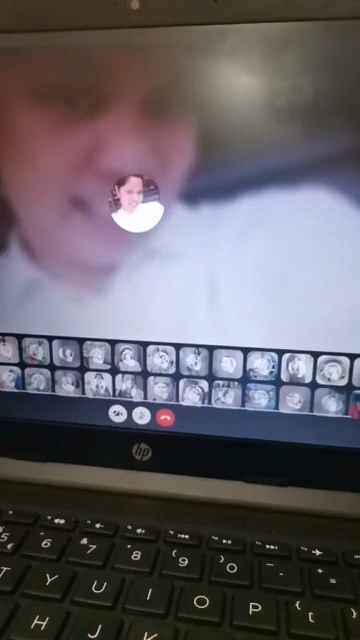 hp
5 6 7 8 9 0 - =
€ ^ & * ( ) _ +
T Y U I O P { [
H J K L